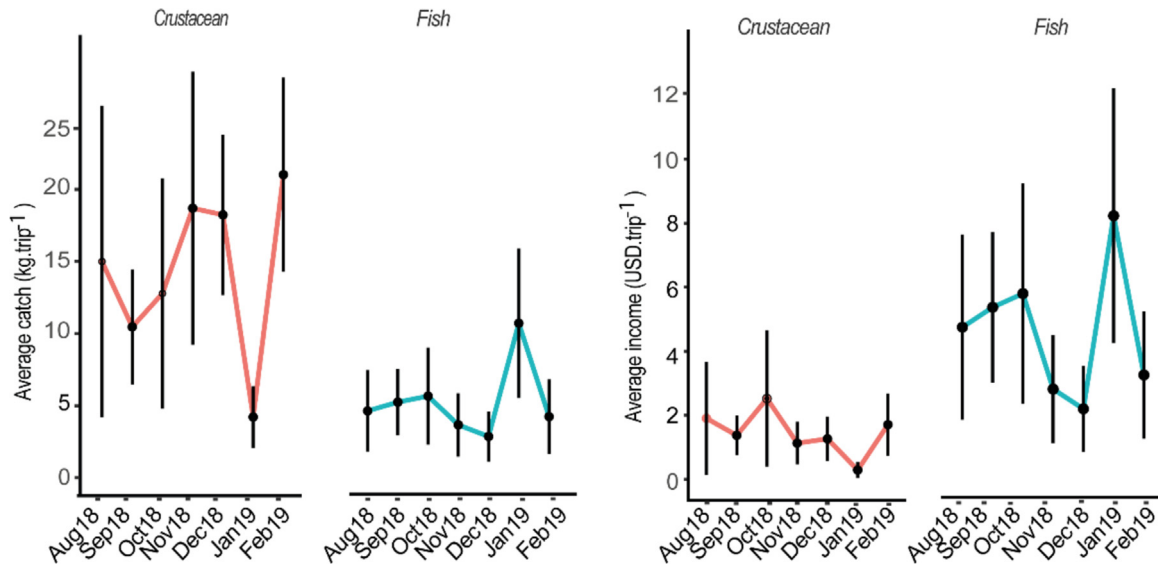 Crustacean
Fish
Average catch (kg.trip-1)
25
20
15
10
5
0
Aug18
Sep18
Oct18
Nov18
Dec18
Jan19
Feb19
Aug18
Sep18
Oct18
Nov18
Dec18
Jan19
Feb19
Crustacean
Fish
Average income (USD.trip-1)
12
10
8
6
4
2
0
Aug18
Sep18
Oct18
Nov18
Dec18
Jan19
Feb19
Aug18
Sep18
Oct18
Nov18
Dec18
Jan19
Feb19